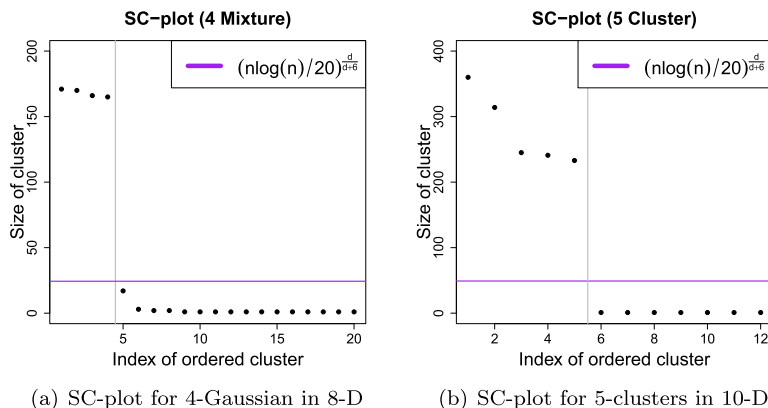 SC−plot (4 Mixture)
(nlog(n)/20)^{d/(d+6)}
Size of cluster
200
150
100
50
0
5
10
15
20
Index of ordered cluster
(a) SC-plot for 4-Gaussian in 8-D
SC−plot (5 Cluster)
(nlog(n)/20)^{d/(d+6)}
Size of cluster
400
300
200
100
0
2
4
6
8
10
12
Index of ordered cluster
(b) SC-plot for 5-clusters in 10-D